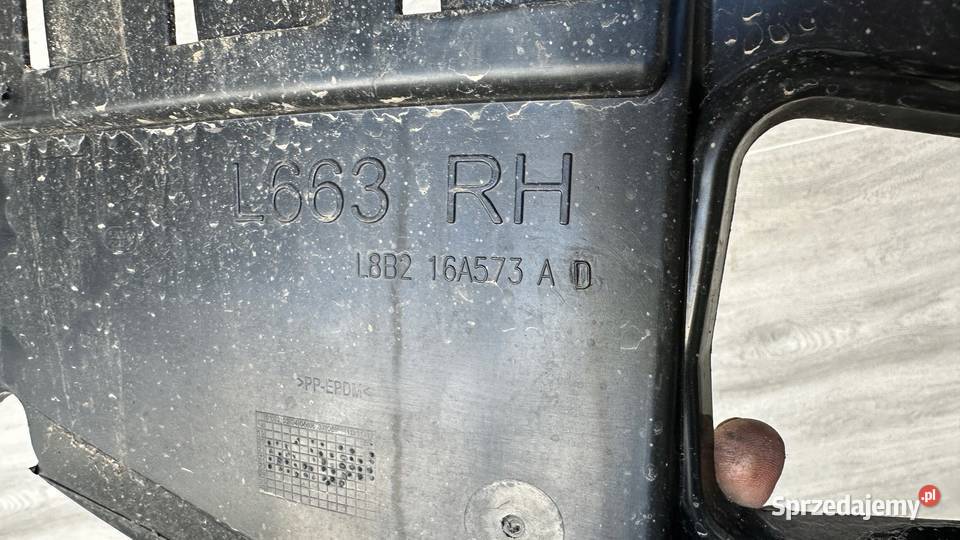 L663 RH
L8B2 16A573 A D
>PP-EPDM<
Sprzedajemy.pl